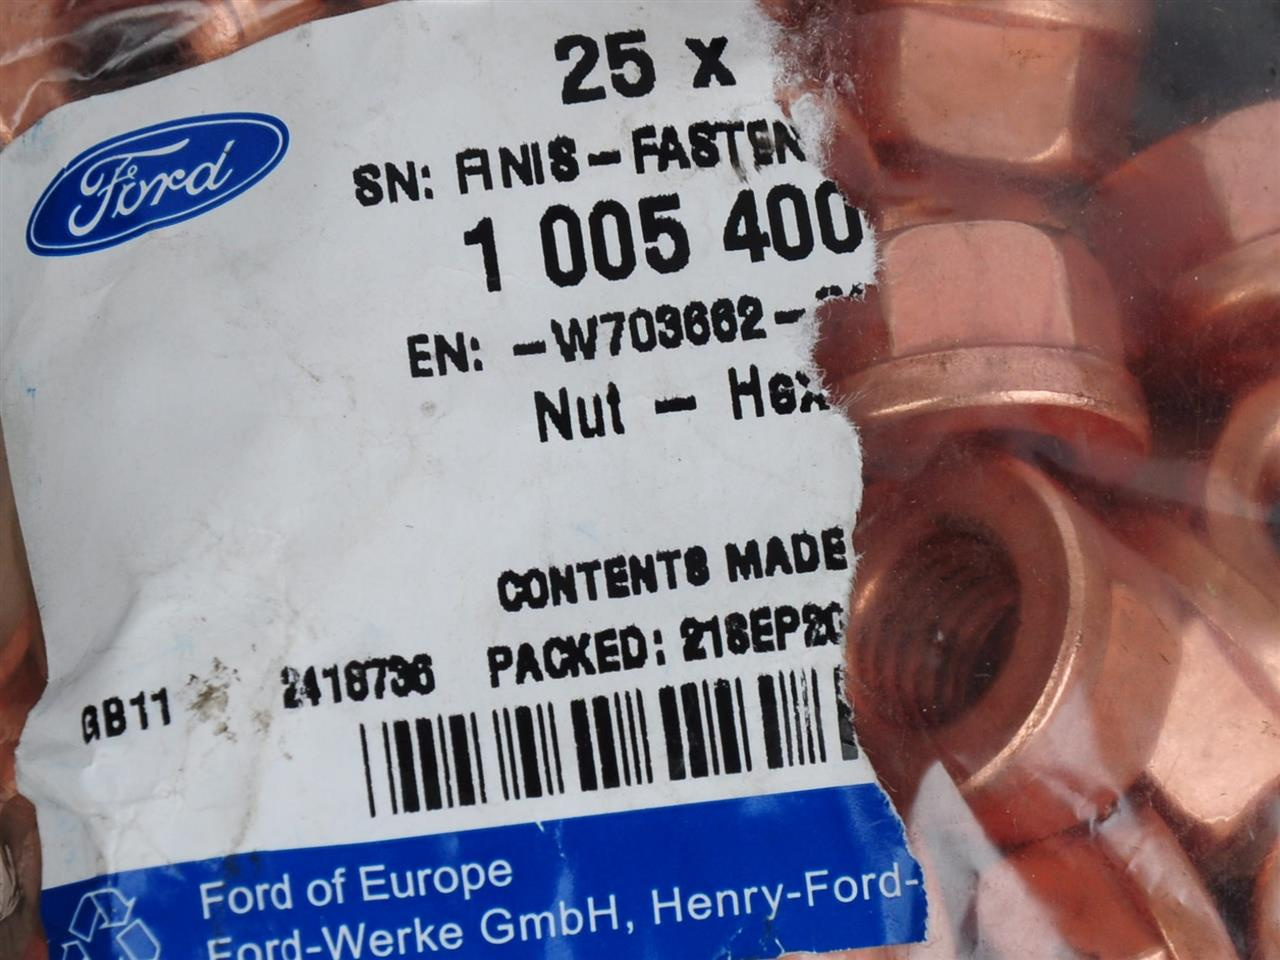 25 x
Ford
SN: FINIS-FASTEN
1 005 400
EN: -W703662-
Nut - Hex
CONTENTS MADE
PACKED: 21SEP20
GB11 2418736
Ford of Europe
Ford-Werke GmbH, Henry-Ford-